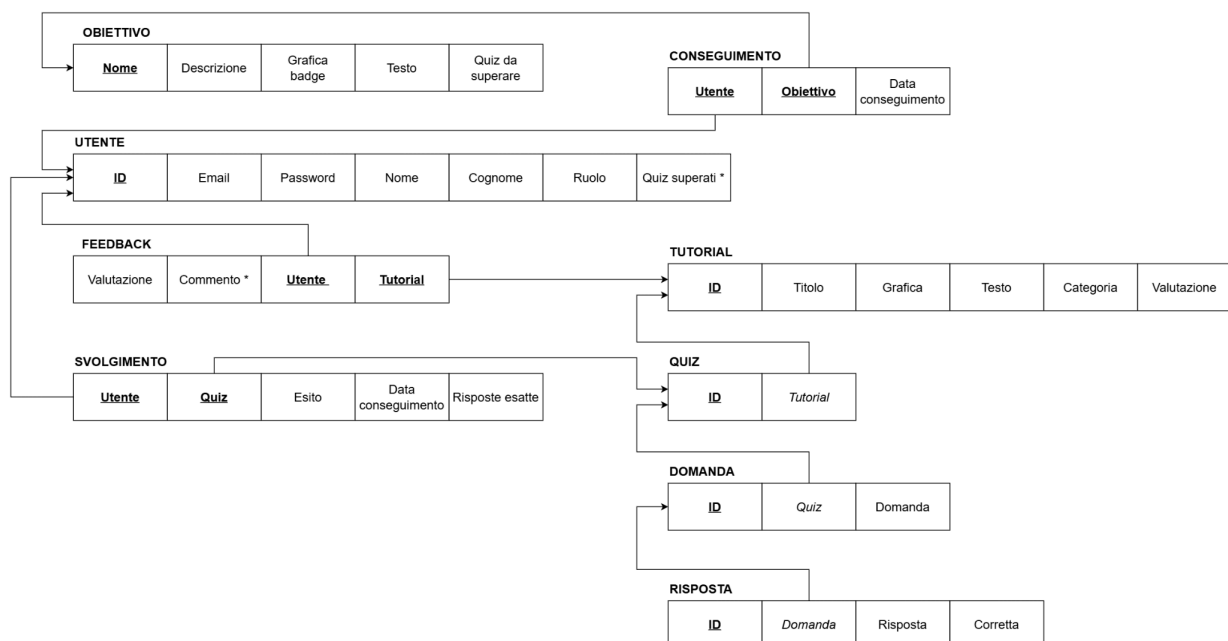 OBIETTIVO
Nome
Descrizione
Grafica
badge
Testo
Quiz da
superare
CONSEGUIMENTO
Utente
Obiettivo
Data
conseguimento
UTENTE
ID
Email
Password
Nome
Cognome
Ruolo
Quiz superati *
FEEDBACK
Valutazione
Commento *
Utente
Tutorial
TUTORIAL
ID
Titolo
Grafica
Testo
Categoria
Valutazione
SVOLGIMENTO
Utente
Quiz
Esito
Data
conseguimento
Risposte esatte
QUIZ
ID
Tutorial
DOMANDA
ID
Quiz
Domanda
RISPOSTA
ID
Domanda
Risposta
Corretta